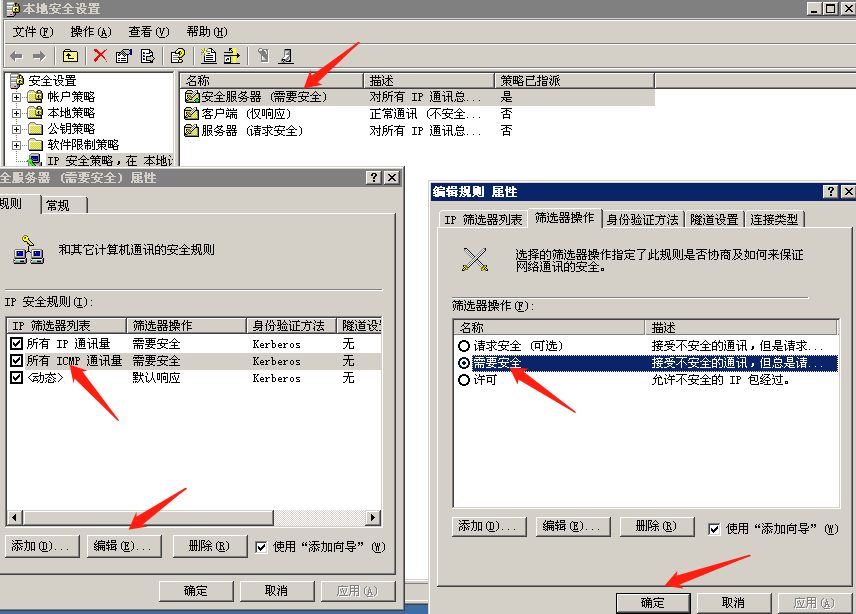 本地安全设置
文件(F) 操作(A) 查看(V) 帮助(H)
安全设置
帐户策略
本地策略
公钥策略
软件限制策略
IP 安全策略，在 本地
名称 描述 策略已指派
安全服务器 (需要安全) 对所有 IP 通讯总... 是
客户端 (仅响应) 正常通讯 (不安全... 否
服务器 (请求安全) 对所有 IP 通讯总... 否
全服务器 (需要安全) 属性
规则 常规
和其它计算机通讯的安全规则
IP 安全规则(I):
IP 筛选器列表 筛选器操作 身份验证方法 隧道设
所有 IP 通讯量 需要安全 Kerberos 无
所有 ICMP 通讯量 需要安全 Kerberos 无
<动态> 默认响应 Kerberos 无
添加(D)... 编辑(E)... 删除(R) 使用“添加向导”(W)
确定 取消 应用(A)
编辑规则 属性
IP 筛选器列表 筛选器操作 身份验证方法 隧道设置 连接类型
选择的筛选器操作指定了此规则是否协商及如何来保证
网络通讯的安全。
筛选器操作(F):
名称 描述
请求安全 (可选) 接受不安全的通讯，但是请求...
需要安全 接受不安全的通讯，但总是请...
许可 允许不安全的 IP 包经过。
添加(D)... 编辑(E)... 删除(R) 使用“添加向导”(W)
确定 取消 应用(A)